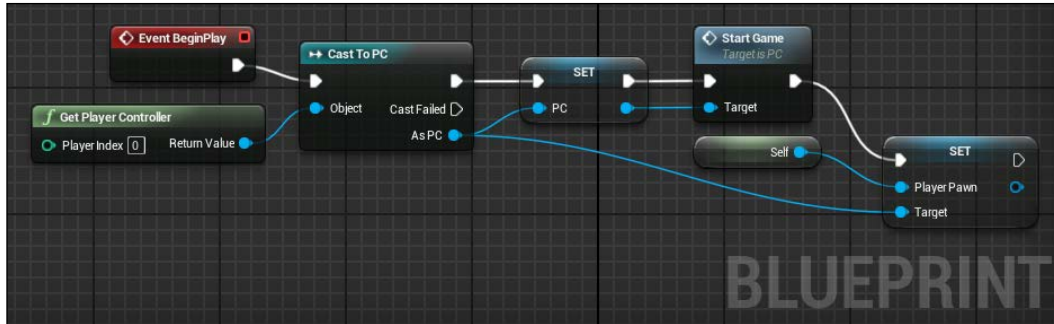 Event BeginPlay
Get Player Controller
Player Index 0
Return Value
Cast To PC
Object
Cast Failed
As PC
SET
PC
Start Game
Target is PC
Target
Self
SET
Player Pawn
Target
BLUEPRINT